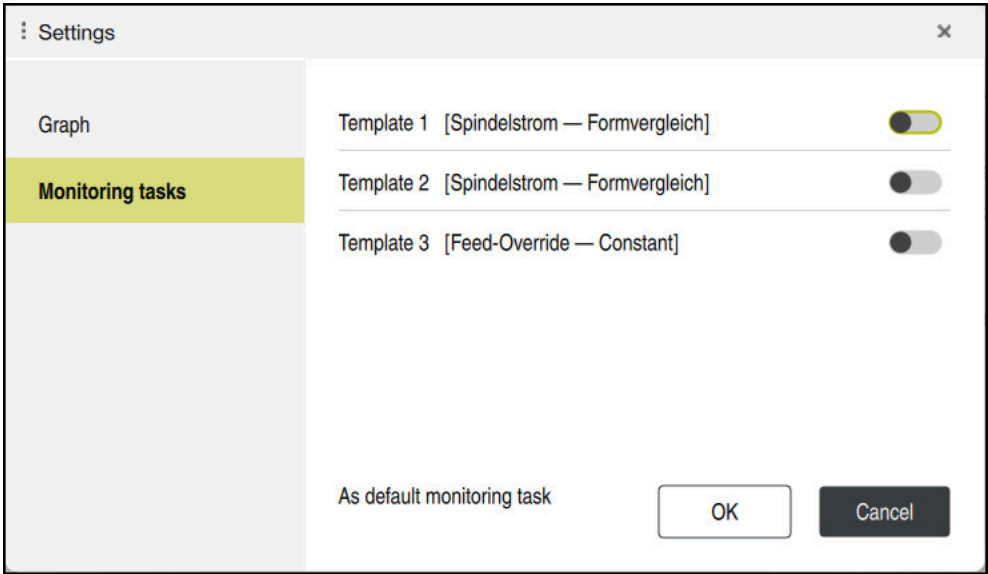 Settings
Graph
Monitoring tasks
Template 1 [Spindelstrom — Formvergleich]
Template 2 [Spindelstrom — Formvergleich]
Template 3 [Feed-Override — Constant]
As default monitoring task
OK
Cancel